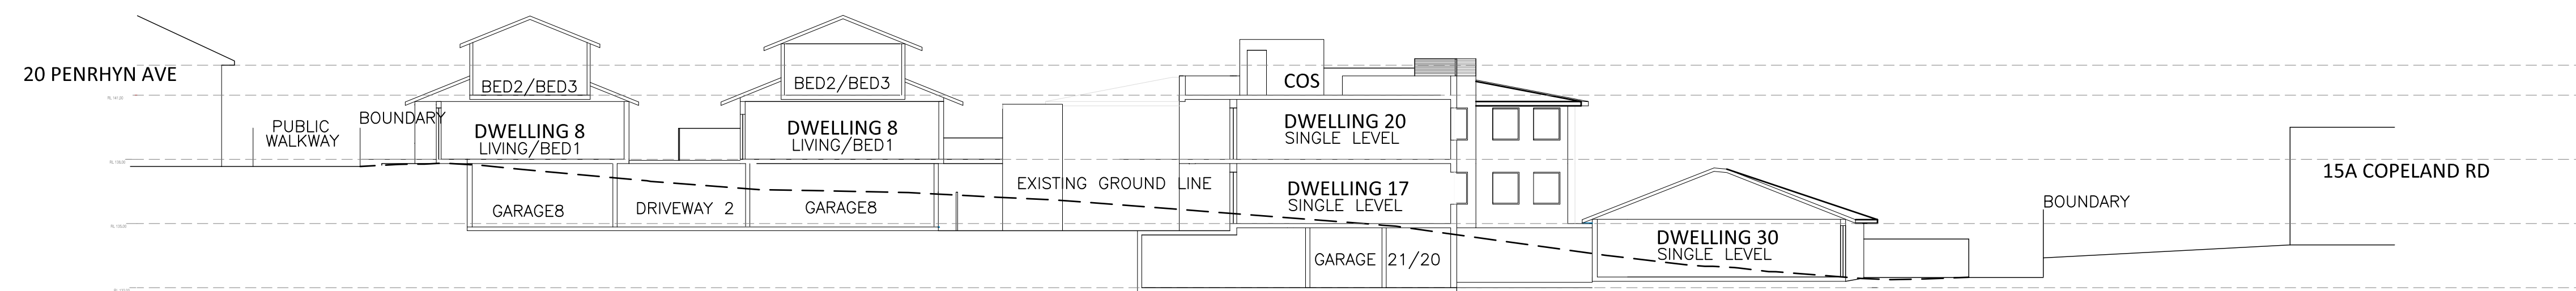 20 PENRHYN AVE
PUBLIC
WALKWAY
BOUNDARY
BED2/BED3
DWELLING 8
LIVING/BED1
GARAGE8
DRIVEWAY 2
BED2/BED3
DWELLING 8
LIVING/BED1
GARAGE8
EXISTING GROUND LINE
COS
DWELLING 20
SINGLE LEVEL
DWELLING 17
SINGLE LEVEL
GARAGE 21/20
DWELLING 30
SINGLE LEVEL
BOUNDARY
15A COPELAND RD